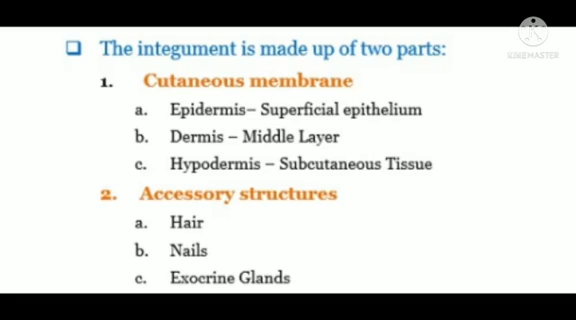 ❑ The integument is made up of two parts:
1. Cutaneous membrane
a. Epidermis– Superficial epithelium
b. Dermis – Middle Layer
c. Hypodermis – Subcutaneous Tissue
2. Accessory structures
a. Hair
b. Nails
c. Exocrine Glands
KINEMASTER